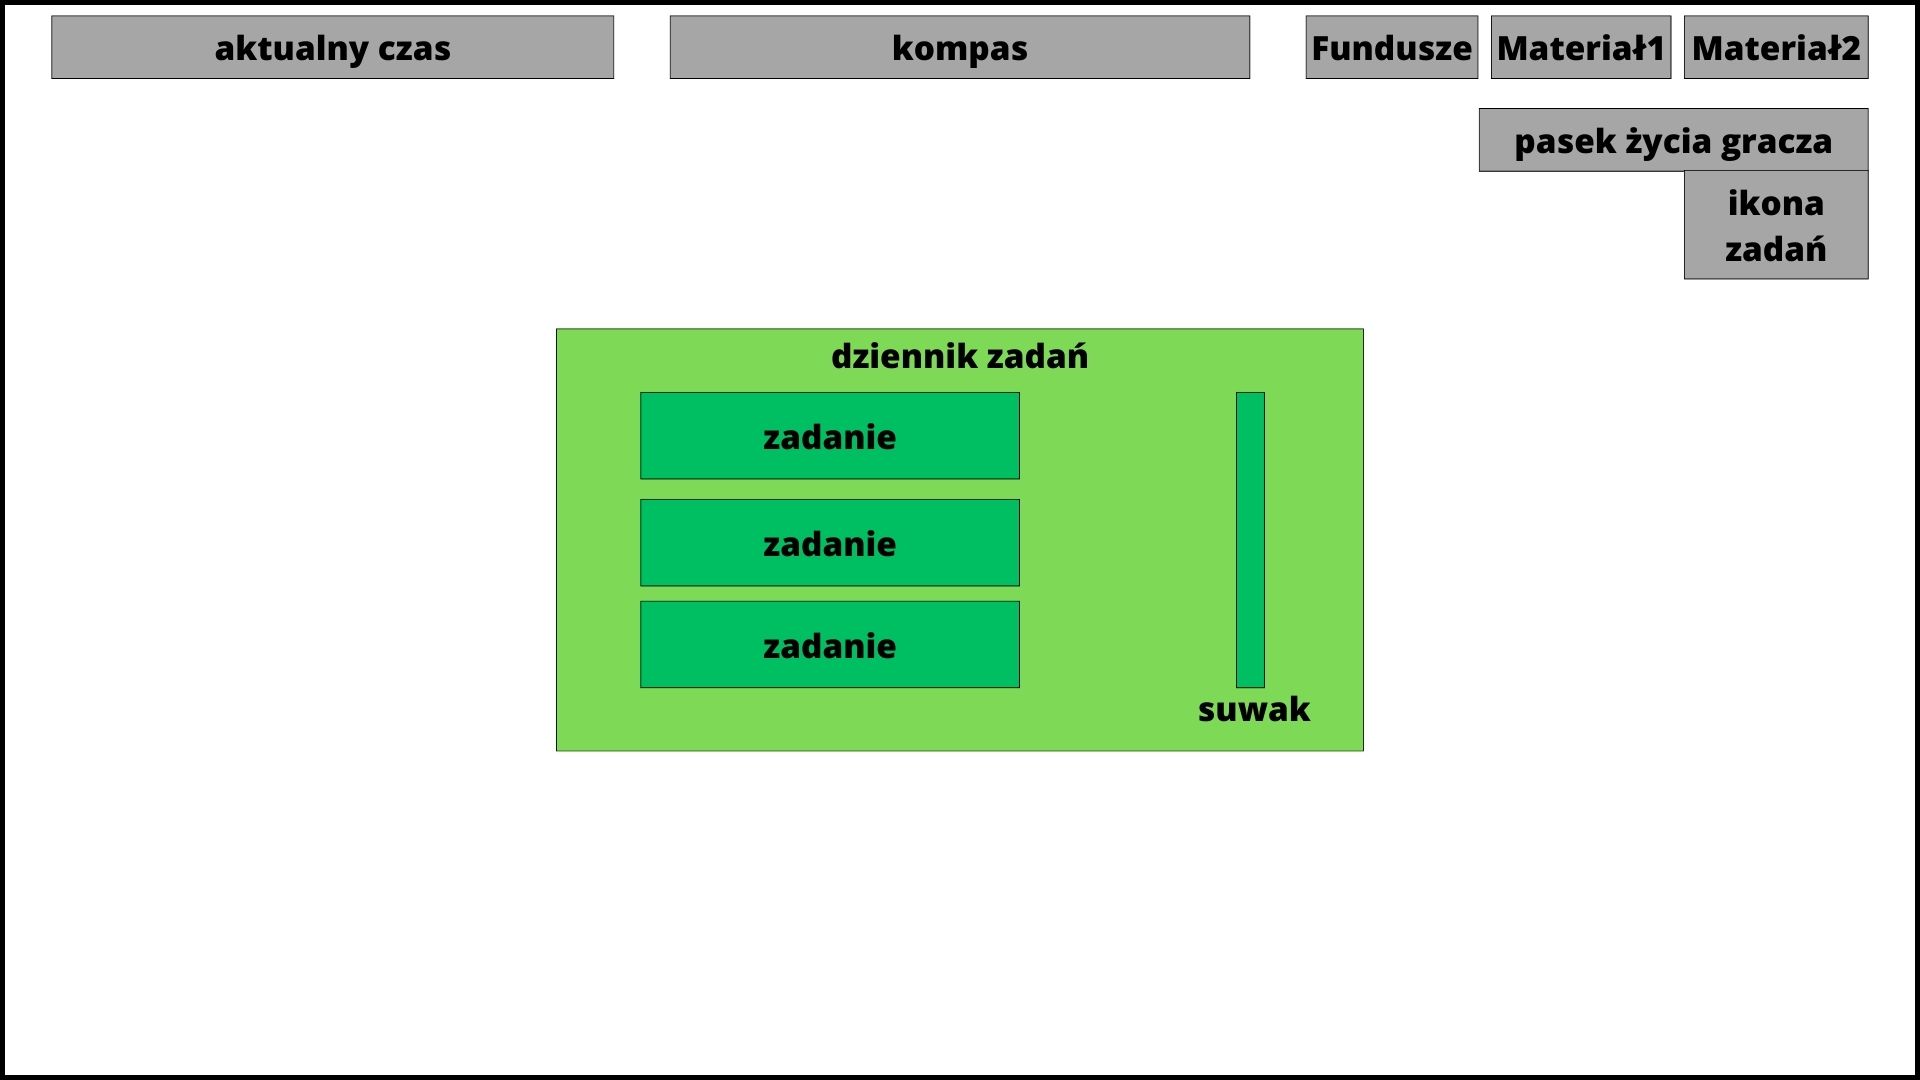 aktualny czas
kompas
Fundusze
Materiał1
Materiał2
pasek życia gracza
ikona
zadań
dziennik zadań
zadanie
zadanie
zadanie
suwak